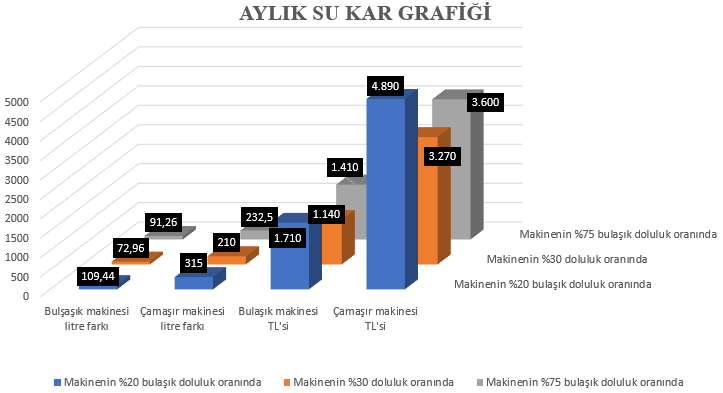 AYLIK SU KAR GRAFİĞİ
5000
4500
4000
3500
3000
2500
2000
1500
1000
500
0
4.890
3.600
3.270
1.410
1.140
1.710
232,5
210
315
91,26
72,96
109,44
Makinenin %75 bulaşık doluluk oranında
Makinenin %30 doluluk oranında
Makinenin %20 bulaşık doluluk oranında
Bulşaşık makinesi
litre farkı
Çamaşır makinesi
litre farkı
Bulaşık makinesi
TL'si
Çamaşır makinesi
TL'si
Makinenin %20 bulaşık doluluk oranında
Makinenin %30 doluluk oranında
Makinenin %75 bulaşık doluluk oranında